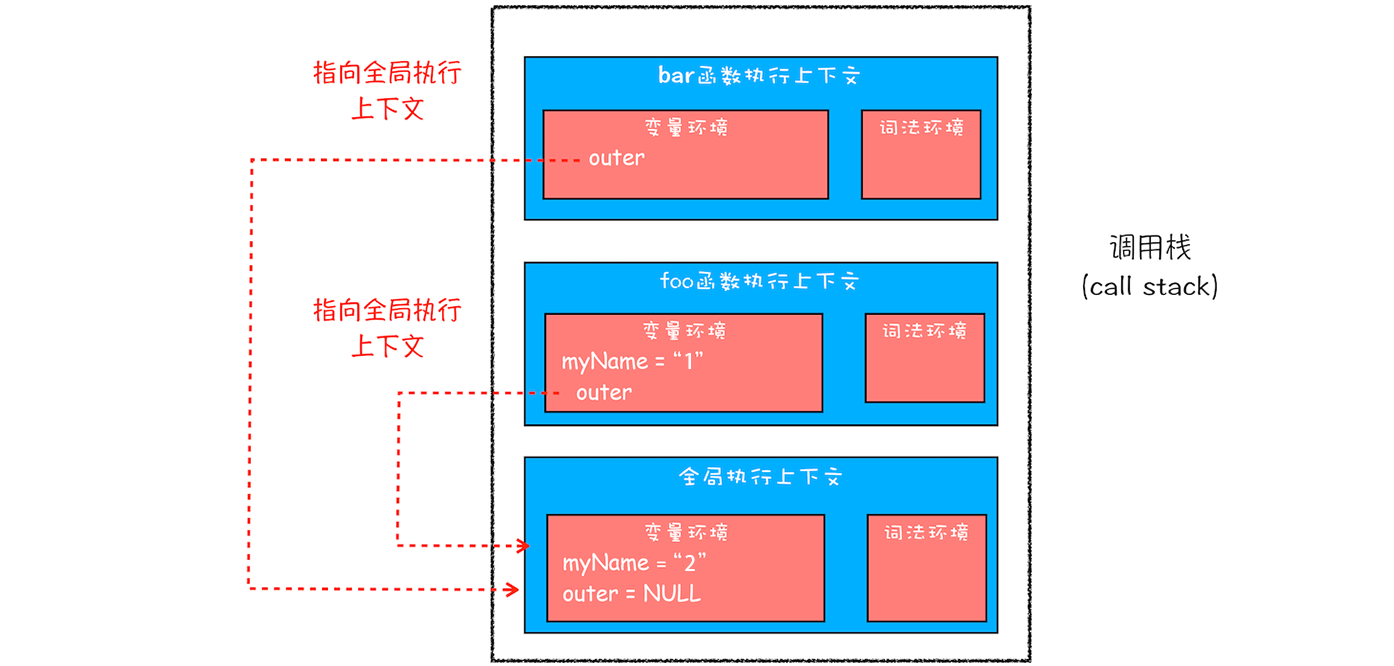 指向全局执行
上下文
bar函数执行上下文
变量环境
词法环境
outer
调用栈
(call stack)
foo函数执行上下文
指向全局执行
上下文
变量环境
词法环境
myName = “1”
outer
全局执行上下文
变量环境
词法环境
myName = “2”
outer = NULL